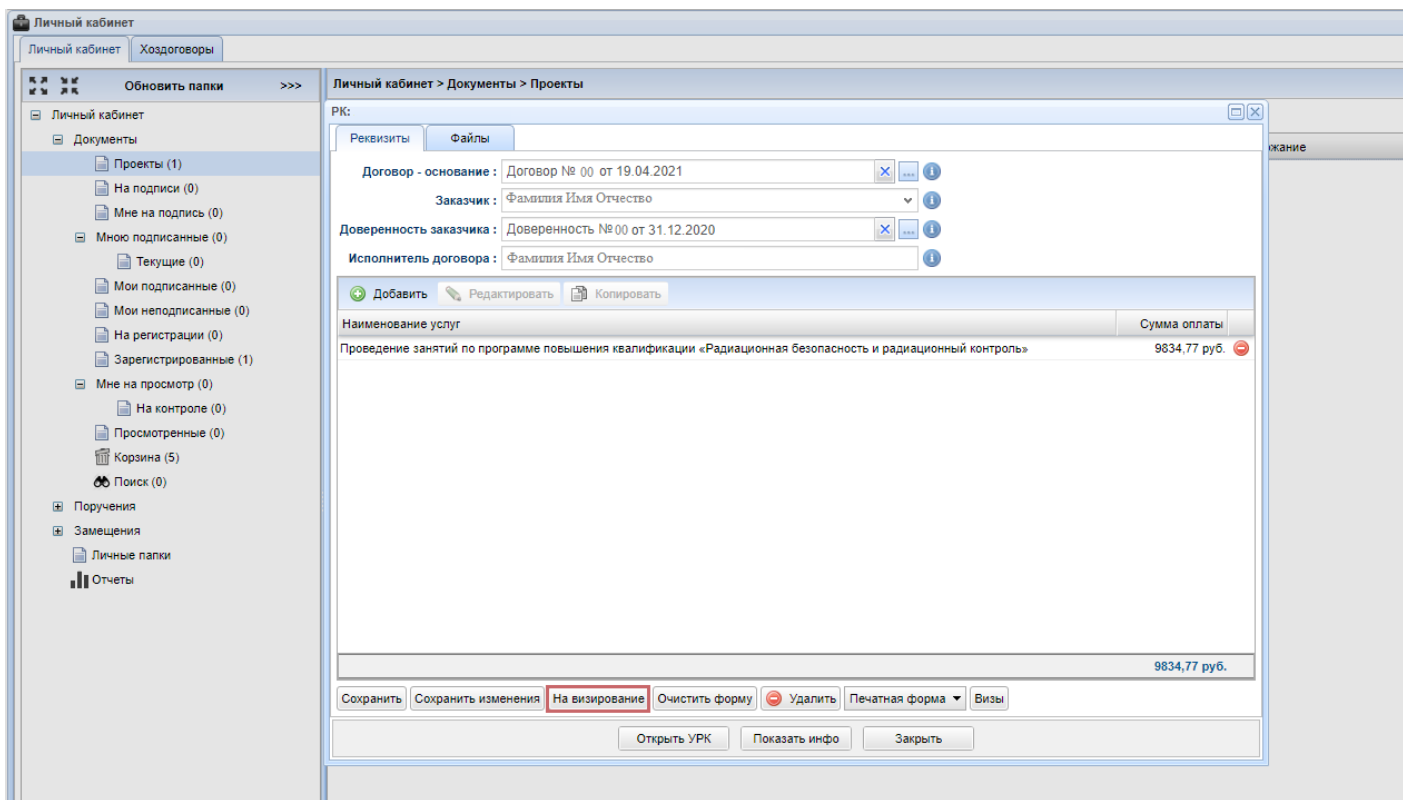 Личный кабинет
Личный кабинет Хоздоговоры
Обновить папки >>>
Личный кабинет
Документы
Проекты (1)
На подписи (0)
Мне на подпись (0)
Мною подписанные (0)
Текущие (0)
Мои подписанные (0)
Мои неподписанные (0)
На регистрации (0)
Зарегистрированные (1)
Мне на просмотр (0)
На контроле (0)
Просмотренные (0)
Корзина (5)
Поиск (0)
Поручения
Замещения
Личные папки
Отчеты
Личный кабинет > Документы > Проекты
РК:
Реквизиты Файлы
жание
Договор - основание : Договор № 00 от 19.04.2021 ...
Заказчик : Фамилия Имя Отчество
Доверенность заказчика : Доверенность №00 от 31.12.2020 ...
Исполнитель договора : Фамилия Имя Отчество
Добавить Редактировать Копировать
Наименование услуг Сумма оплаты
Проведение занятий по программе повышения квалификации «Радиационная безопасность и радиационный контроль» 9834,77 руб.
9834,77 руб.
Сохранить Сохранить изменения На визирование Очистить форму Удалить Печатная форма Визы
Открыть УРК Показать инфо Закрыть